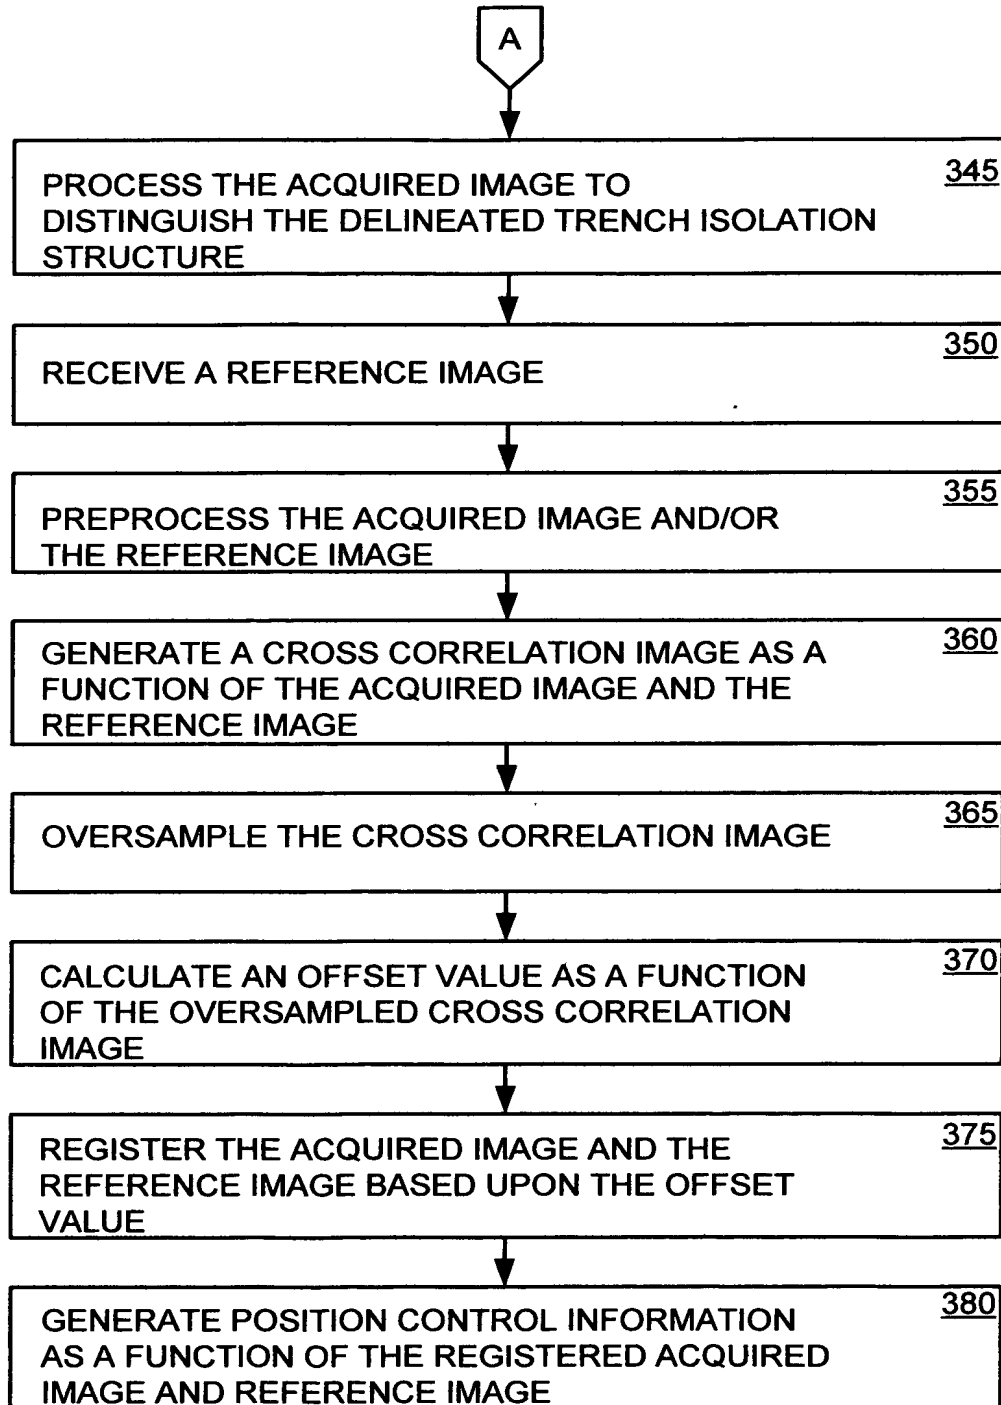 A
345
PROCESS THE ACQUIRED IMAGE TO
DISTINGUISH THE DELINEATED TRENCH ISOLATION
STRUCTURE
350
RECEIVE A REFERENCE IMAGE
355
PREPROCESS THE ACQUIRED IMAGE AND/OR
THE REFERENCE IMAGE
360
GENERATE A CROSS CORRELATION IMAGE AS A
FUNCTION OF THE ACQUIRED IMAGE AND THE
REFERENCE IMAGE
365
OVERSAMPLE THE CROSS CORRELATION IMAGE
370
CALCULATE AN OFFSET VALUE AS A FUNCTION
OF THE OVERSAMPLED CROSS CORRELATION
IMAGE
375
REGISTER THE ACQUIRED IMAGE AND THE
REFERENCE IMAGE BASED UPON THE OFFSET
VALUE
380
GENERATE POSITION CONTROL INFORMATION
AS A FUNCTION OF THE REGISTERED ACQUIRED
IMAGE AND REFERENCE IMAGE